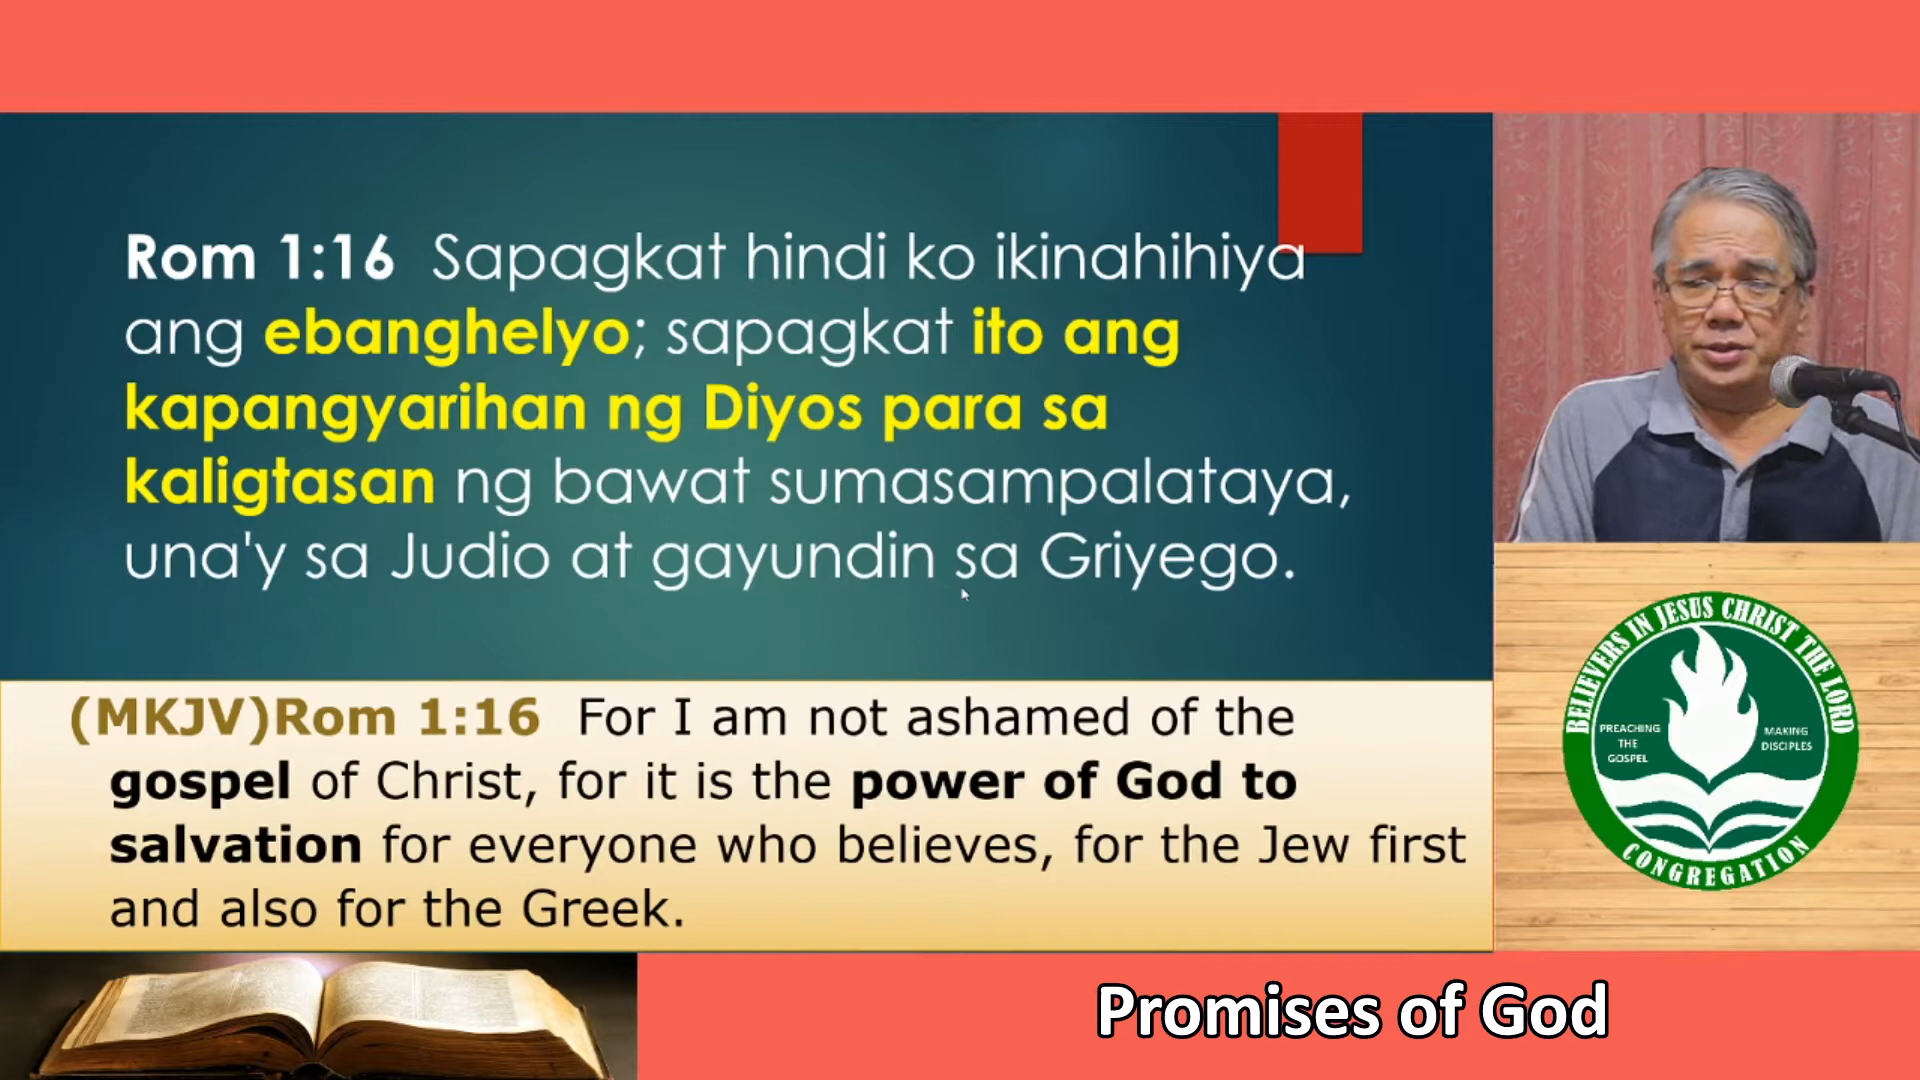 Rom 1:16 Sapagkat hindi ko ikinahihiya
ang ebanghelyo; sapagkat ito ang
kapangyarihan ng Diyos para sa
kaligtasan ng bawat sumasampalataya,
una'y sa Judio at gayundin sa Griyego.
(MKJV)Rom 1:16 For I am not ashamed of the
gospel of Christ, for it is the power of God to
salvation for everyone who believes, for the Jew first
and also for the Greek.
BELIEVERS IN JESUS CHRIST THE LORD
PREACHING
THE
GOSPEL
MAKING
DISCIPLES
CONGREGATION
Promises of God